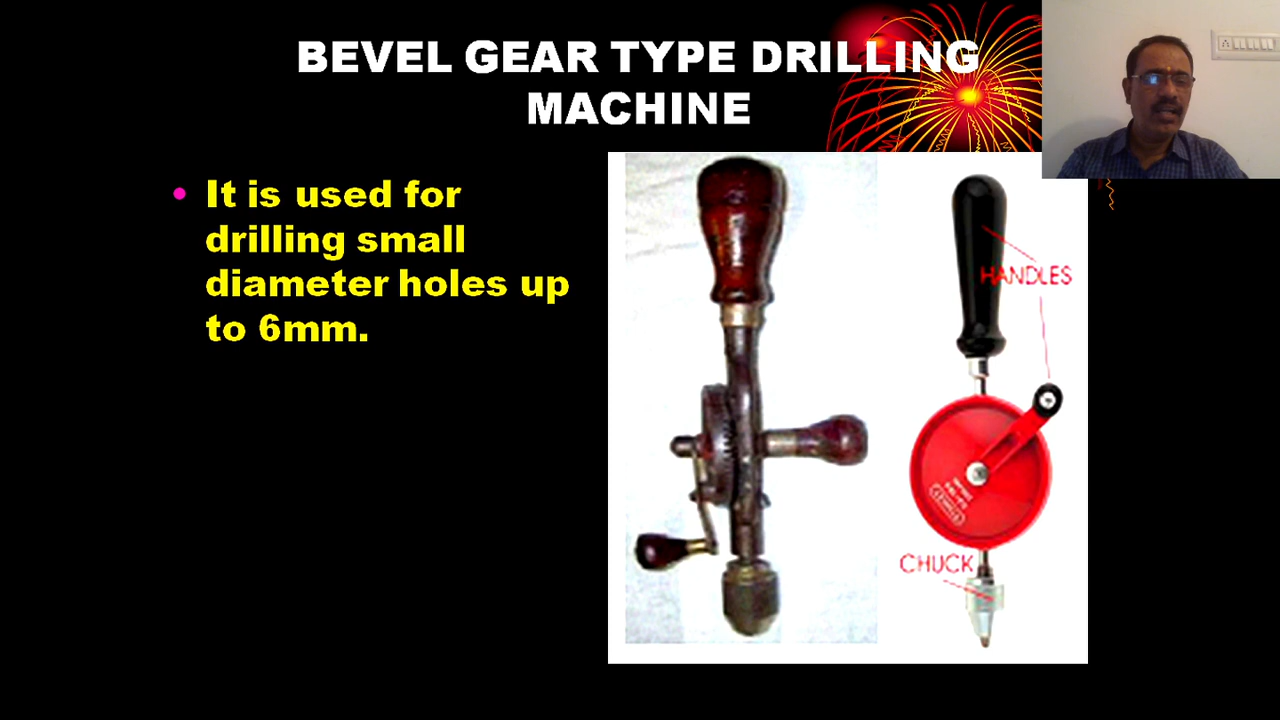 BEVEL GEAR TYPE DRILLING
MACHINE
• It is used for
drilling small
diameter holes up
to 6mm.
HANDLES
CHUCK